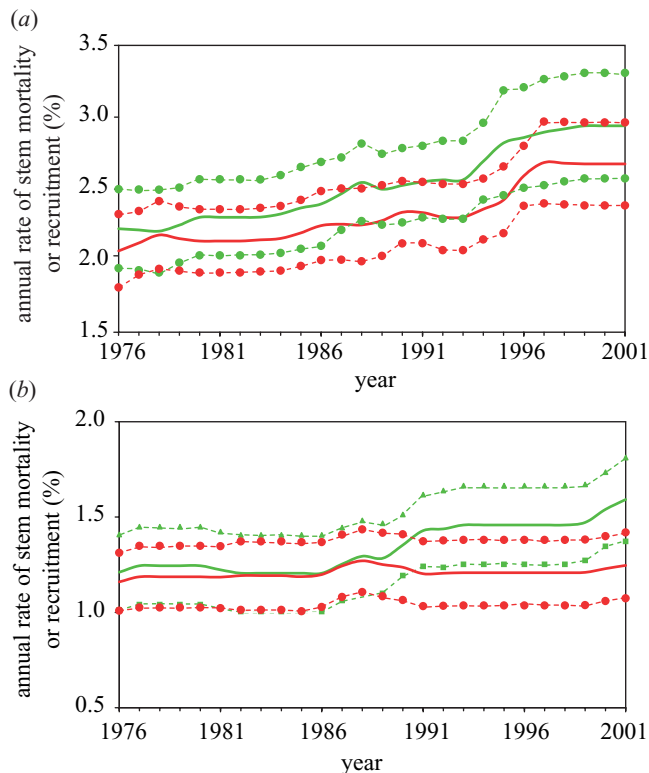 (a)
3.5
3.0
2.5
2.0
1.5
annual rate of stem mortality
or recruitment (%)
1976 1981 1986 1991 1996 2001
year
(b)
2.0
1.5
1.0
0.5
annual rate of stem mortality
or recruitment (%)
1976 1981 1986 1991 1996 2001
year